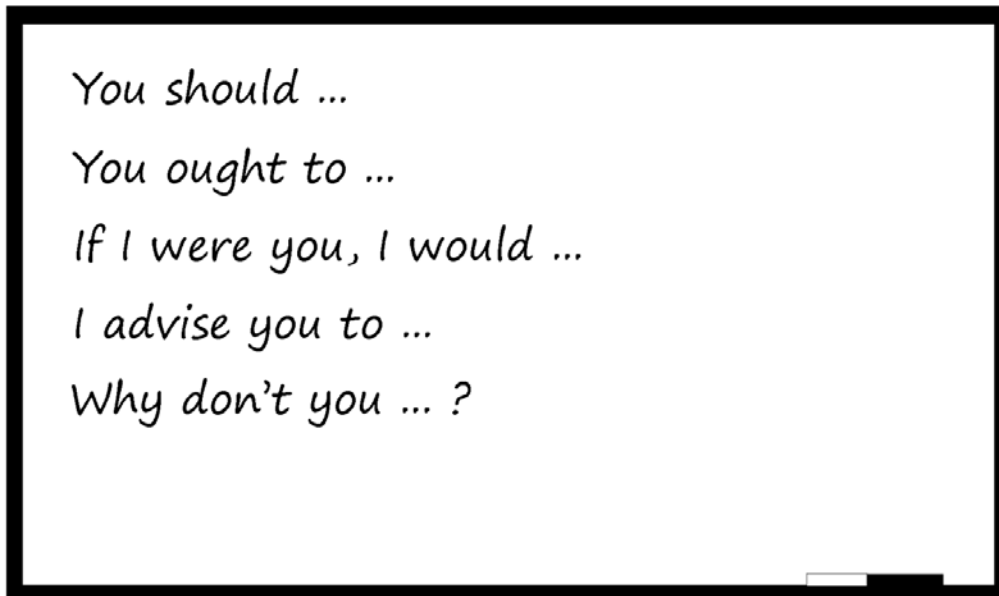 You should ...
You ought to ...
If I were you, I would ...
I advise you to ...
Why don't you ... ?